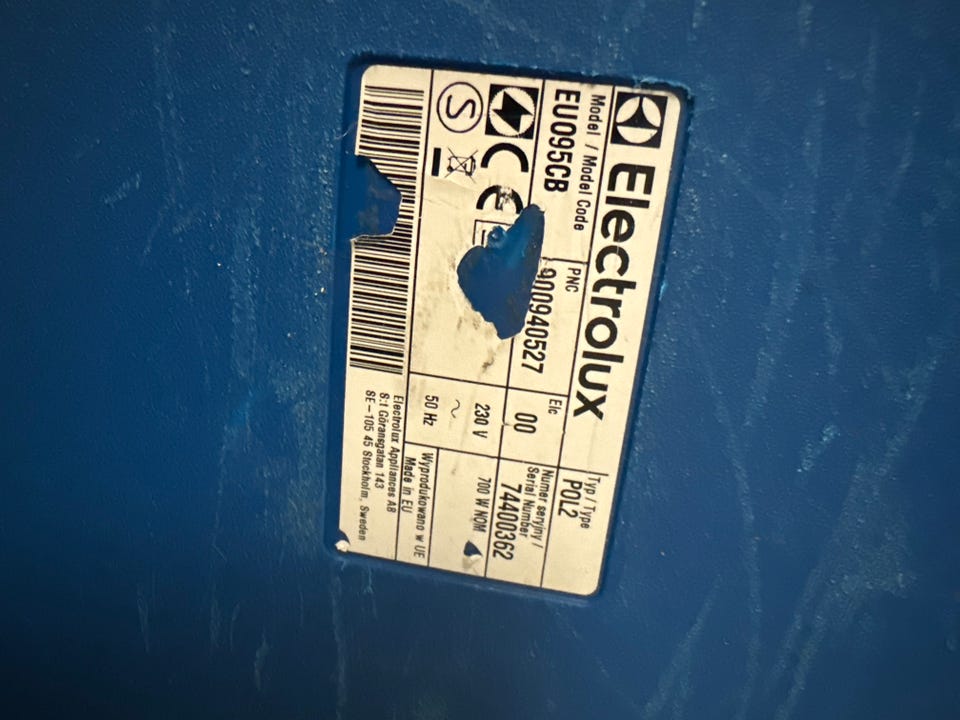 Electrolux
Model / Model Code
EUO95CB
PNC
900940527
Elc
00
Typ / Type
POL2
Numer seryjny /
Serial Number
74400362
230 V
~
50 Hz
700 W NOM
Wyprodukowano w UE
Made in EU
Electrolux Appliances AB
S:t Göransgatan 143
SE-105 45 Stockholm, Sweden
S
CE